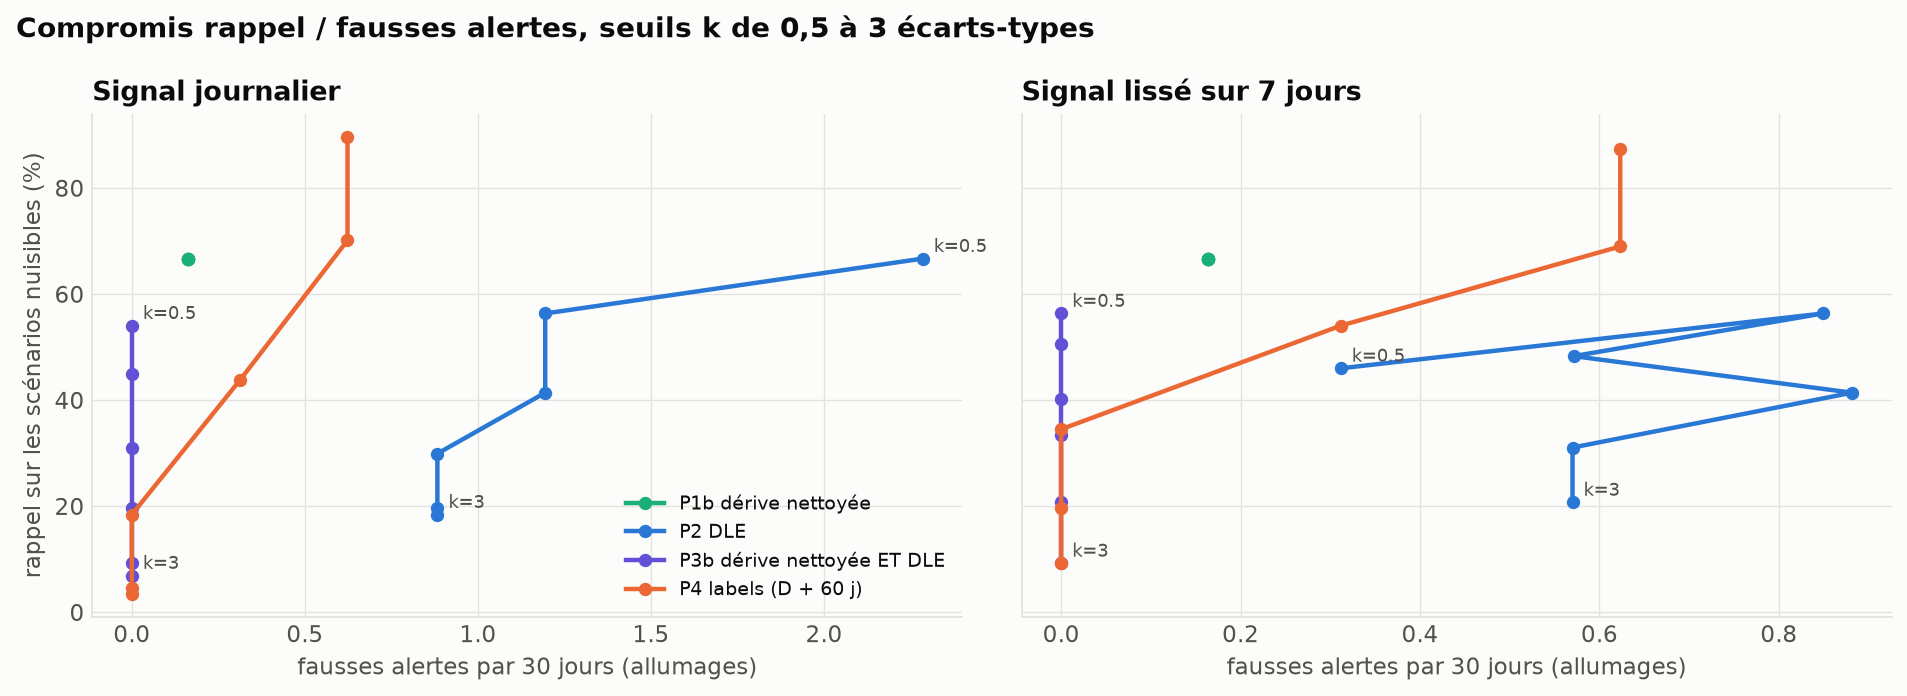 Compromis rappel / fausses alertes, seuils k de 0,5 à 3 écarts-types
Signal journalier
rappel sur les scénarios nuisibles (%)
80
60
40
20
0
k=0.5
k=3
k=0.5
k=3
P1b dérive nettoyée
P2 DLE
P3b dérive nettoyée ET DLE
P4 labels (D + 60 j)
0.0 0.5 1.0 1.5 2.0
fausses alertes par 30 jours (allumages)
Signal lissé sur 7 jours
k=0.5
k=0.5
k=3
k=3
0.0 0.2 0.4 0.6 0.8
fausses alertes par 30 jours (allumages)